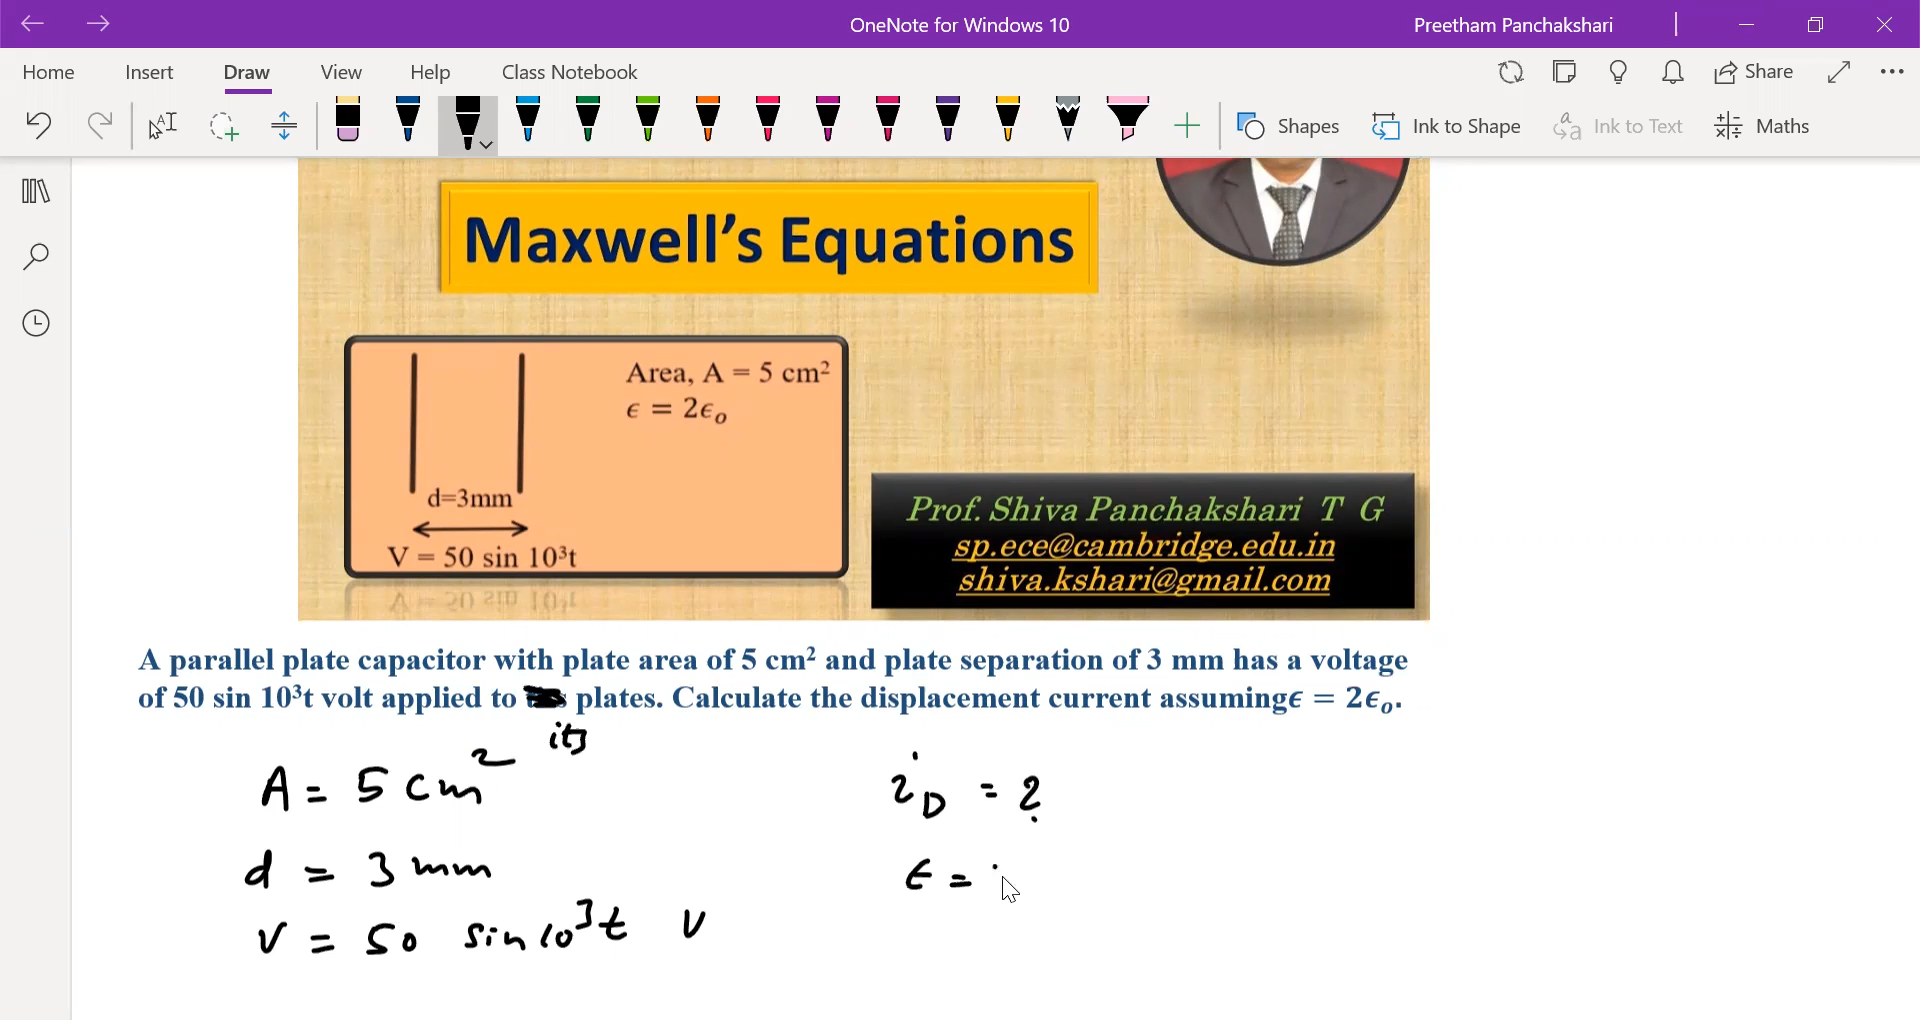 OneNote for Windows 10
Preetham Panchakshari
Home Insert Draw View Help Class Notebook
Share
Shapes Ink to Shape Ink to Text Maths
Maxwell's Equations
Area, A = 5 cm²
ϵ = 2ϵₒ
d=3mm
V = 50 sin 10³t
Prof. Shiva Panchakshari T G
sp.ece@cambridge.edu.in
shiva.kshari@gmail.com
A parallel plate capacitor with plate area of 5 cm² and plate separation of 3 mm has a voltage
of 50 sin 10³t volt applied to plates. Calculate the displacement current assumingϵ = 2ϵₒ.
its
A = 5 cm²
i_D = ?
d = 3 mm
ϵ =
V = 50 sin 10³t V